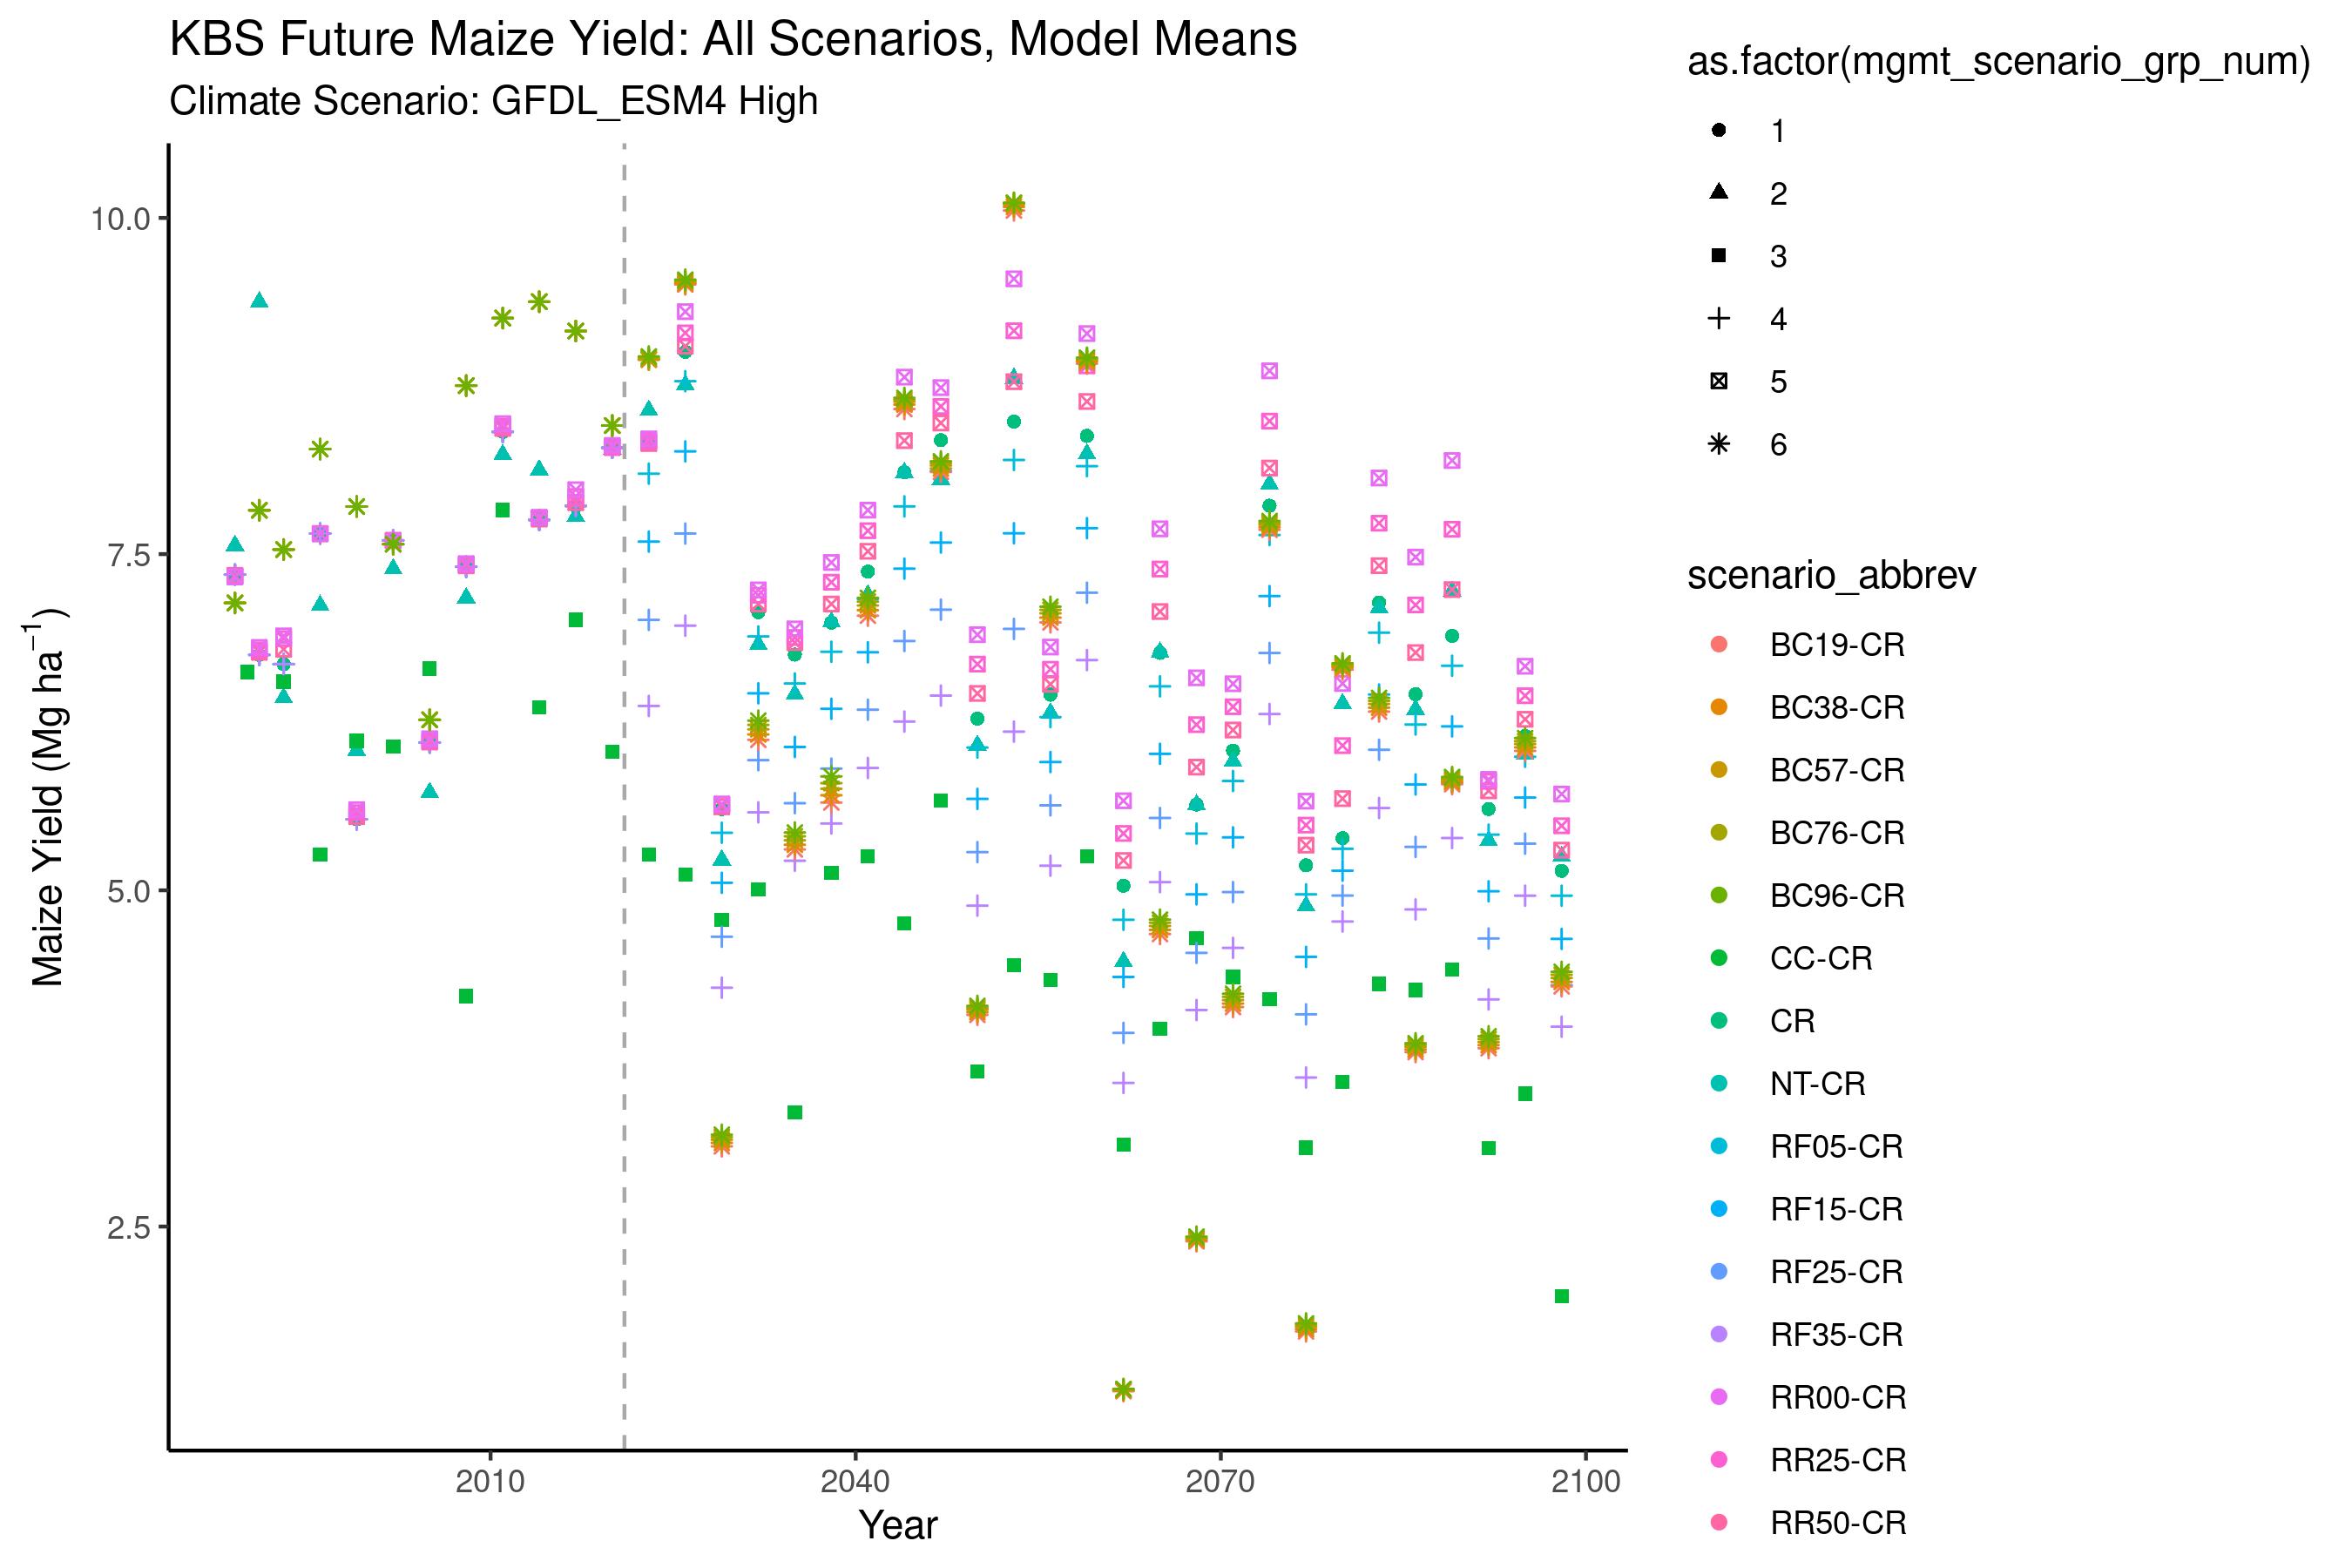 KBS Future Maize Yield: All Scenarios, Model Means
Climate Scenario: GFDL_ESM4 High
Maize Yield (Mg ha⁻¹)
10.0
7.5
5.0
2.5
2010
2040
2070
2100
Year
as.factor(mgmt_scenario_grp_num)
1
2
3
4
5
6
scenario_abbrev
BC19-CR
BC38-CR
BC57-CR
BC76-CR
BC96-CR
CC-CR
CR
NT-CR
RF05-CR
RF15-CR
RF25-CR
RF35-CR
RR00-CR
RR25-CR
RR50-CR